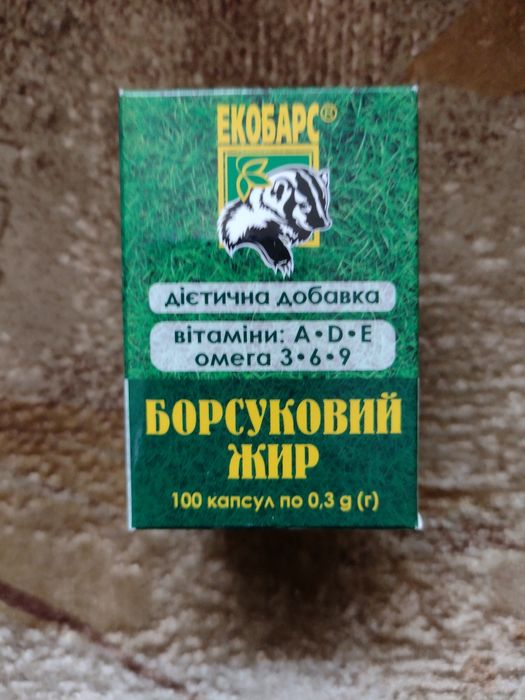 ЕКОБАРС®
дієтична добавка
вітаміни: А•D•Е
омега 3•6•9
БОРСУКОВИЙ
ЖИР
100 капсул по 0,3 g (г)